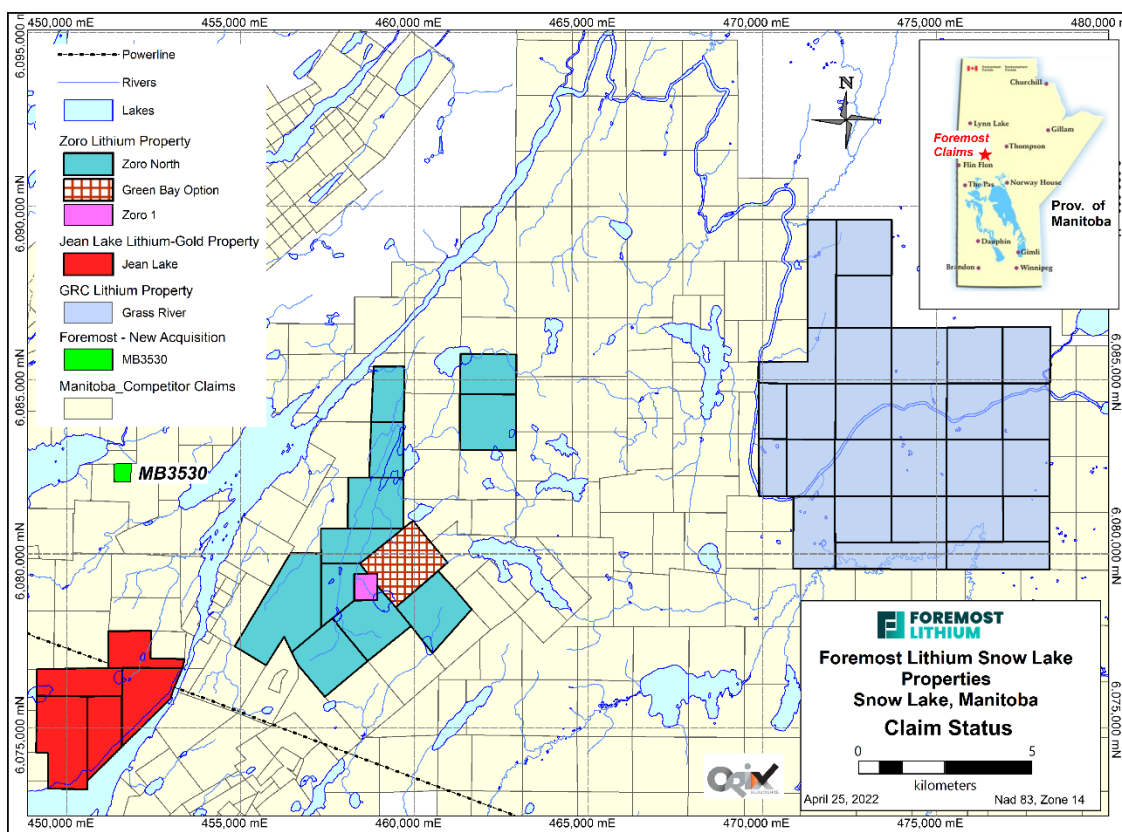 450,000 mE
455,000 mE
460,000 mE
465,000 mE
470,000 mE
475,000 mE
480,000 mE
6,095,000 m
6,090,000 mN
6,085,000 mN
6,080,000 mN
6,075,000 mN
Powerline
Rivers
Lakes
Zoro Lithium Property
Zoro North
Green Bay Option
Zoro 1
Jean Lake Lithium-Gold Property
Jean Lake
GRC Lithium Property
Grass River
Foremost - New Acquisition
MB3530
Manitoba_Competitor Claims
MB3530
N
Churchill
Lynn Lake
Gillam
Foremost
Claims
Thompson
Flin Flon
The Pas
Norway House
Prov. of
Manitoba
Dauphin
Gimli
Brandon
Winnipeg
6,085,000 mN
6,080,000 mN
6,075,000 mN
FOREMOST
LITHIUM
Foremost Lithium Snow Lake
Properties
Snow Lake, Manitoba
Claim Status
0 5
kilometers
April 25, 2022
Nad 83, Zone 14
450,000 mE
455,000 mE
460,000 mE
465,000 mE
470,000 mE
475,000 mE